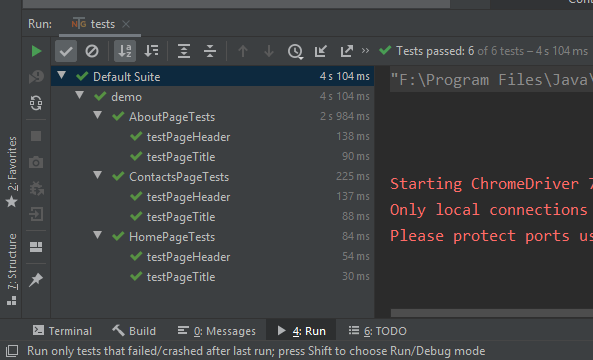 Cont
Run: tests
Tests passed: 6 of 6 tests – 4 s 104 ms
Default Suite 4 s 104 ms
demo 4 s 104 ms
AboutPageTests 2 s 984 ms
testPageHeader 138 ms
testPageTitle 90 ms
ContactsPageTests 225 ms
testPageHeader 137 ms
testPageTitle 88 ms
HomePageTests 84 ms
testPageHeader 54 ms
testPageTitle 30 ms
"F:\Program Files\Java\
Starting ChromeDriver 7
Only local connections
Please protect ports us
2: Favorites
7: Structure
Terminal Build 0: Messages 4: Run 6: TODO
Run only tests that failed/crashed after last run; press Shift to choose Run/Debug mode